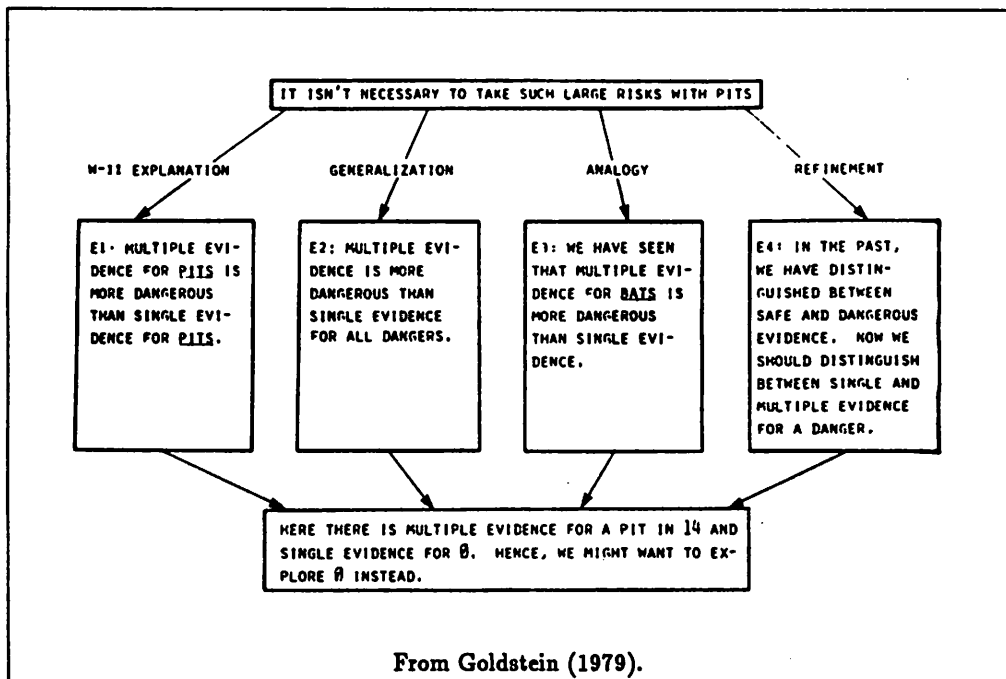 IT ISN'T NECESSARY TO TAKE SUCH LARGE RISKS WITH PITS
W-II EXPLANATION
GENERALIZATION
ANALOGY
REFINEMENT
E1: MULTIPLE EVI-
DENCE FOR PITS IS
MORE DANGEROUS
THAN SINGLE EVI-
DENCE FOR PITS.
E2: MULTIPLE EVI-
DENCE IS MORE
DANGEROUS THAN
SINGLE EVIDENCE
FOR ALL DANGERS.
E3: WE HAVE SEEN
THAT MULTIPLE EVI-
DENCE FOR BATS IS
MORE DANGEROUS
THAN SINGLE EVI-
DENCE.
E4: IN THE PAST,
WE HAVE DISTIN-
GUISHED BETWEEN
SAFE AND DANGEROUS
EVIDENCE. NOW WE
SHOULD DISTINGUISH
BETWEEN SINGLE AND
MULTIPLE EVIDENCE
FOR A DANGER.
HERE THERE IS MULTIPLE EVIDENCE FOR A PIT IN 14 AND
SINGLE EVIDENCE FOR 0. HENCE, WE MIGHT WANT TO EX-
PLORE 0 INSTEAD.
From Goldstein (1979).